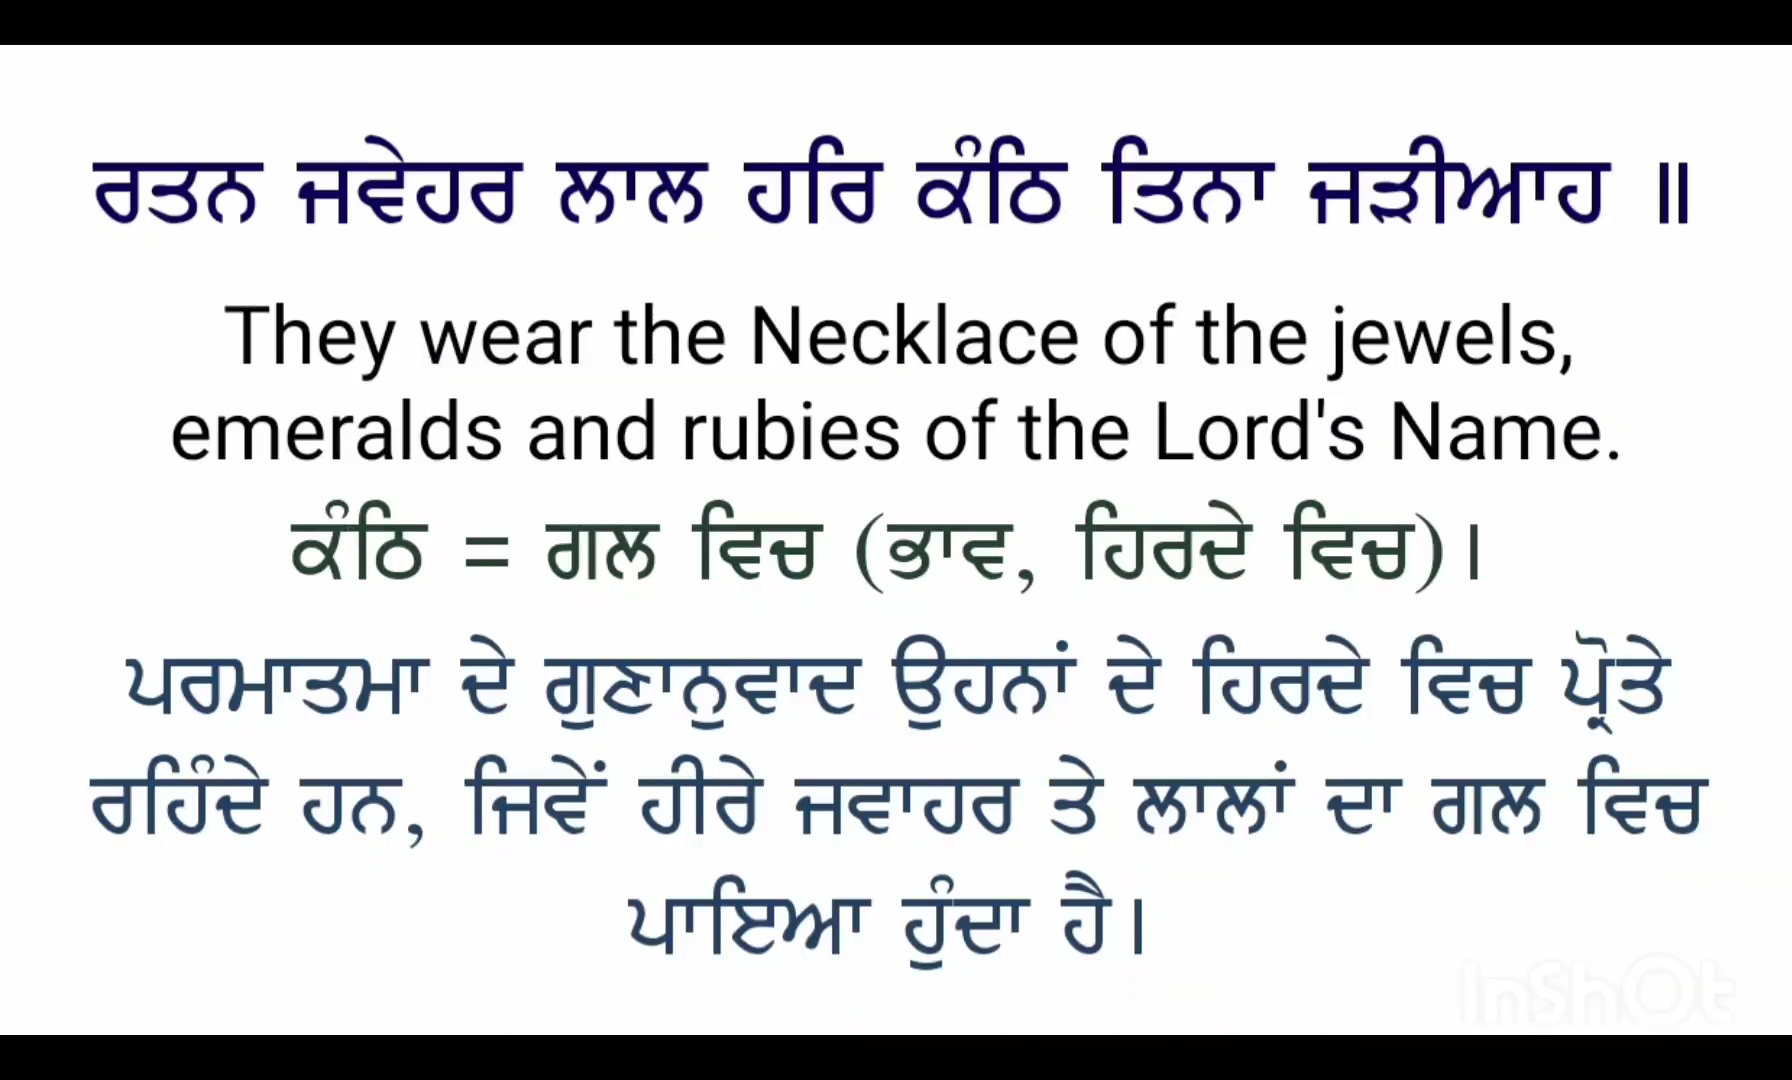 ਰਤਨ ਜਵੇਹਰ ਲਾਲ ਹਰਿ ਕੰਠਿ ਤਿਨਾ ਜੜੀਆਹ ॥
They wear the Necklace of the jewels,
emeralds and rubies of the Lord's Name.
ਕੰਠਿ = ਗਲ ਵਿਚ (ਭਾਵ, ਹਿਰਦੇ ਵਿਚ)।
ਪਰਮਾਤਮਾ ਦੇ ਗੁਣਾਨੁਵਾਦ ਉਹਨਾਂ ਦੇ ਹਿਰਦੇ ਵਿਚ ਪ੍ਰੋਤੇ
ਰਹਿੰਦੇ ਹਨ, ਜਿਵੇਂ ਹੀਰੇ ਜਵਾਹਰ ਤੇ ਲਾਲਾਂ ਦਾ ਗਲ ਵਿਚ
ਪਾਇਆ ਹੁੰਦਾ ਹੈ।
InShOt